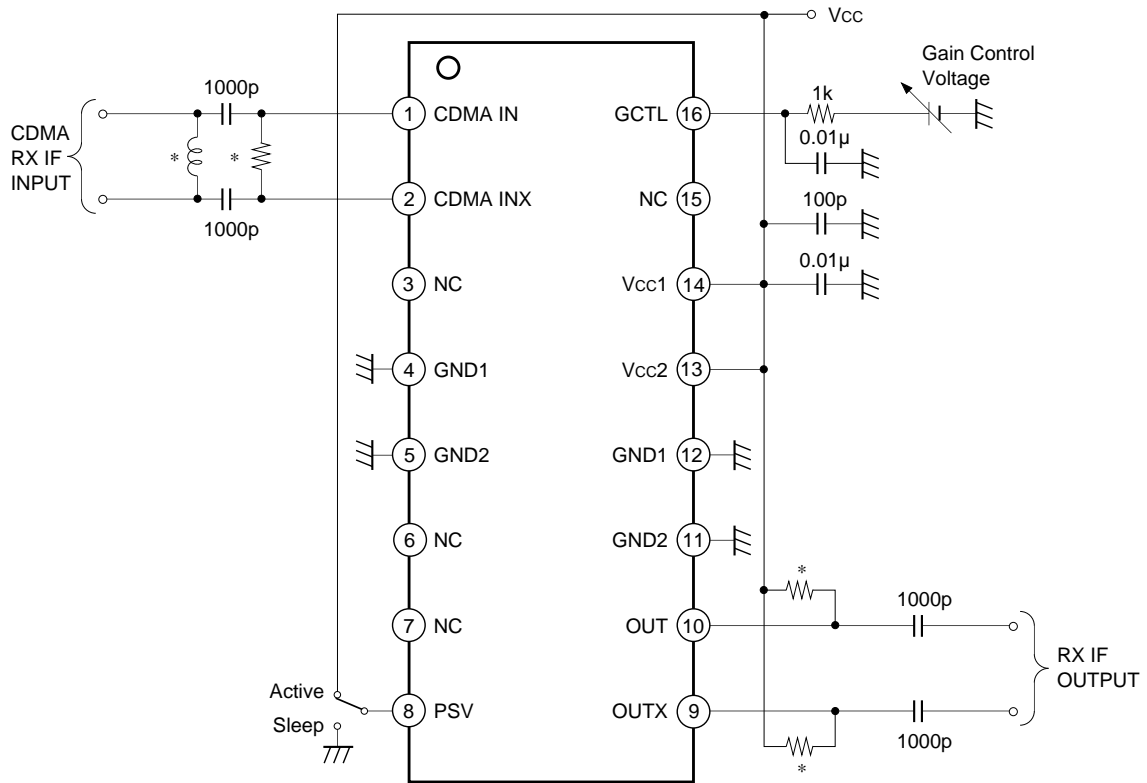 Vcc
Gain Control
Voltage
1000p
1
CDMA IN
GCTL
16
1k
0.01μ
CDMA
RX IF
INPUT
*
*
2
CDMA INX
NC
15
100p
1000p
0.01μ
3
NC
Vcc1
14
4
GND1
Vcc2
13
5
GND2
GND1
12
6
NC
GND2
11
*
1000p
7
NC
OUT
10
RX IF
OUTPUT
Active
8
PSV
OUTX
9
Sleep
1000p
*